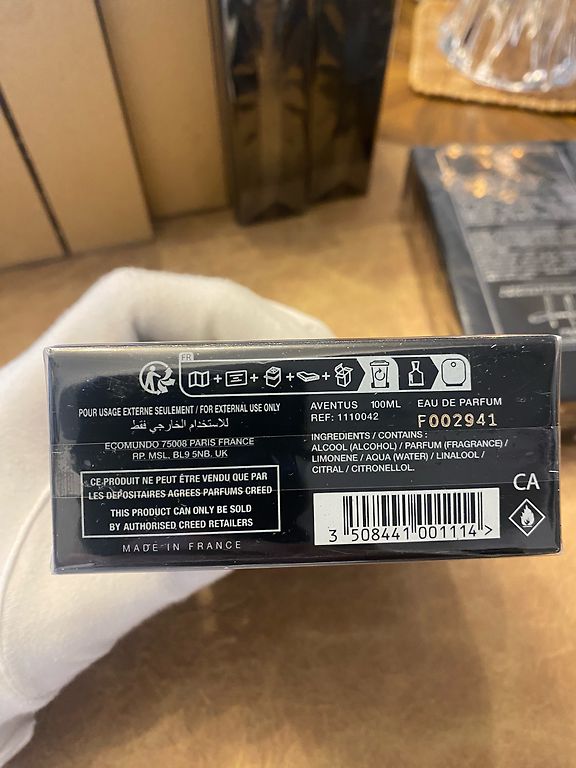 FR
POUR USAGE EXTERNE SEULEMENT / FOR EXTERNAL USE ONLY
للاستخدام الخارجي فقط
ECOMUNDO 75008 PARIS FRANCE
RP. MSL, BL9 5NB, UK
CE PRODUIT NE PEUT ÊTRE VENDU QUE PAR
LES DEPOSITAIRES AGREES PARFUMS CREED
THIS PRODUCT CAN ONLY BE SOLD
BY AUTHORISED CREED RETAILERS
MADE IN FRANCE
AVENTUS 100ML EAU DE PARFUM
REF: 1110042 F002941
INGREDIENTS / CONTAINS :
ALCOOL (ALCOHOL) / PARFUM (FRAGRANCE) /
LIMONENE / AQUA (WATER) / LINALOOL /
CITRAL / CITRONELLOL.
CA
3 508441 001114 >